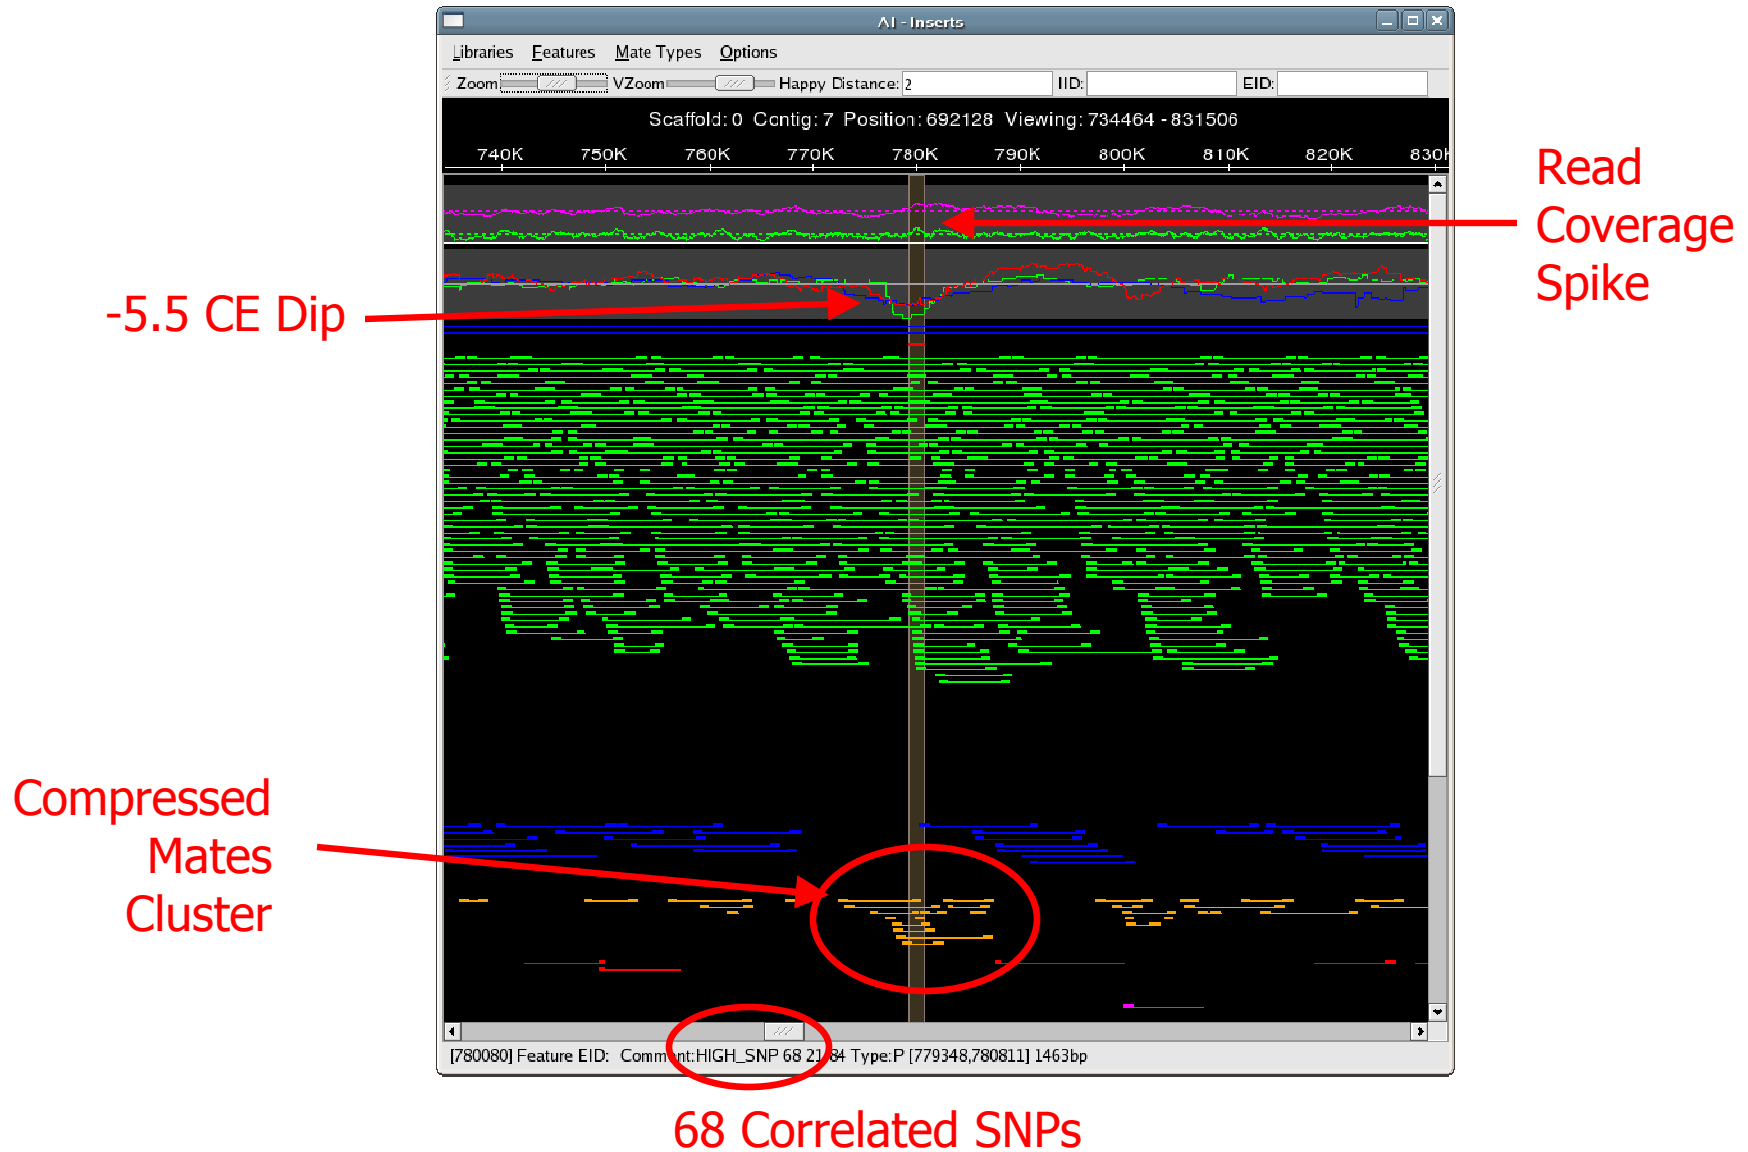 AI - Inserts
Libraries Features Mate Types Options
Zoom VZoom Happy Distance: 2 IID: EID:
Scaffold: 0 Contig: 7 Position: 692128 Viewing: 734464 - 831506
740K 750K 760K 770K 780K 790K 800K 810K 820K 830K
Read
Coverage
Spike
-5.5 CE Dip
Compressed
Mates
Cluster
[780080] Feature EID: Comment:HIGH_SNP 68 21.84 Type:P [779348,780811] 1463bp
68 Correlated SNPs